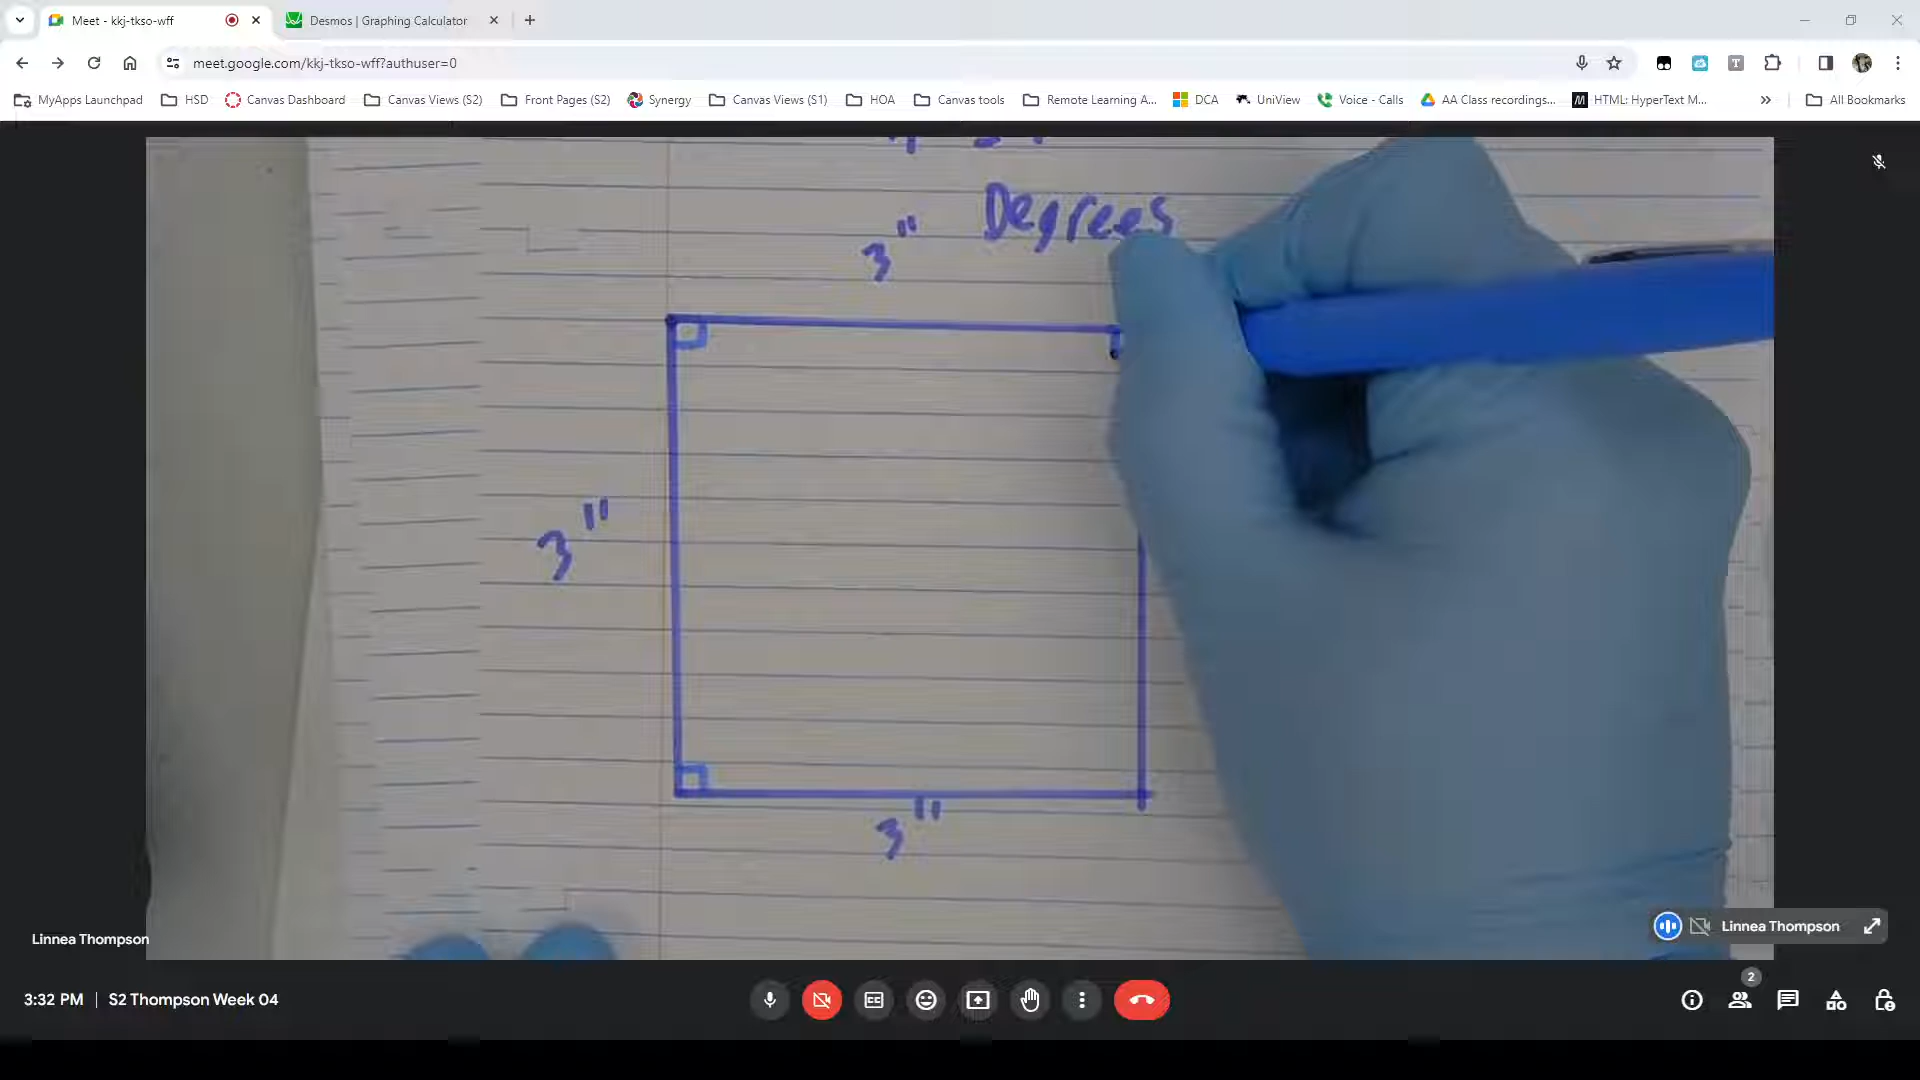 Meet - kkj-tkso-wff
Desmos | Graphing Calculator
meet.google.com/kkj-tkso-wff?authuser=0
MyApps Launchpad
HSD
Canvas Dashboard
Canvas Views (S2)
Front Pages (S2)
Synergy
Canvas Views (S1)
HOA
Canvas tools
Remote Learning A...
DCA
UniView
Voice - Calls
AA Class recordings...
HTML: HyperText M...
All Bookmarks
Degrees
3"
3"
3"
Linnea Thompson
Linnea Thompson
3:32 PM | S2 Thompson Week 04
2